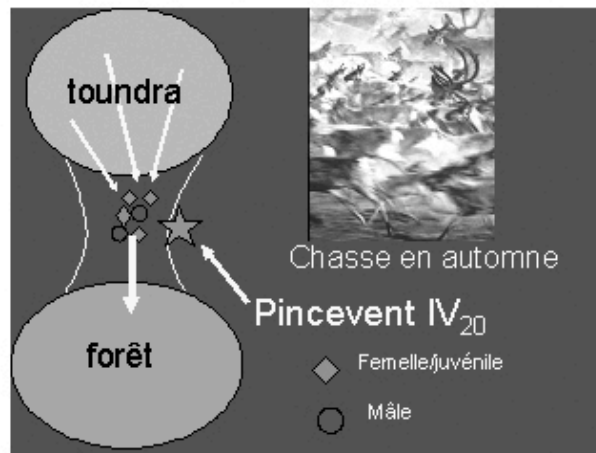 toundra
Chasse en automne
Pincevent IV20
forêt
Femelle/juvénile
Mâle